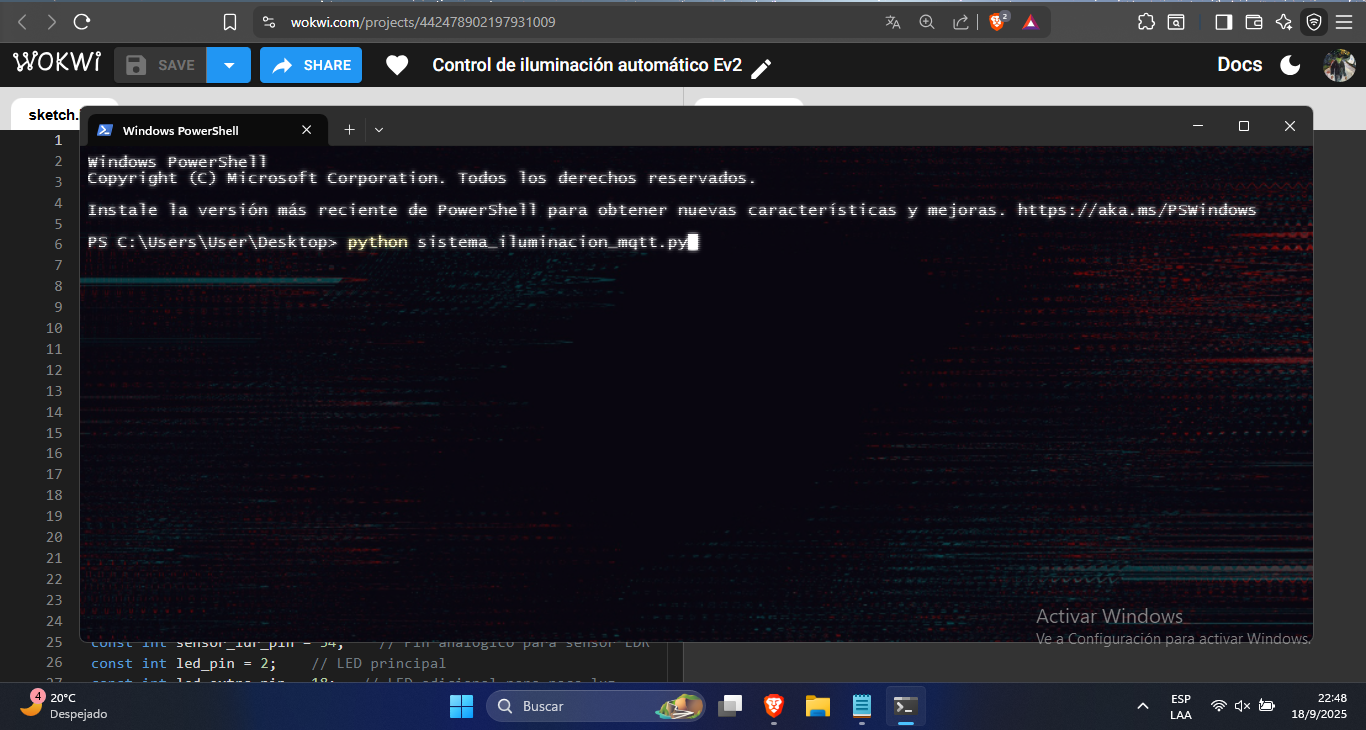 wokwi.com/projects/442478902197931009
2
WOKWI
SAVE
SHARE
Control de iluminación automático Ev2
Docs
sketch.
Windows PowerShell
1
2
3
4
5
6
7
8
9
10
11
12
13
14
15
16
17
18
19
20
21
22
23
24
25
26
27
Windows PowerShell
Copyright (C) Microsoft Corporation. Todos los derechos reservados.
Instale la versión más reciente de PowerShell para obtener nuevas características y mejoras. https://aka.ms/PSWindows
PS C:\Users\User\Desktop> python sistema_iluminacion_mqtt.py
Activar Windows
Ve a Configuración para activar Windows.
const int sensor_ldr_pin = 34; // Pin analógico para sensor LDR
const int led_pin = 2; // LED principal
4
20°C
Despejado
Buscar
ESP
LAA
22:48
18/9/2025